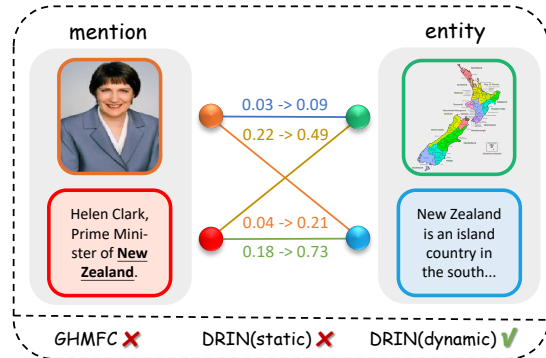 mention
entity
0.03 -> 0.09
0.22 -> 0.49
Helen Clark,
Prime Mini-
ster of New
Zealand.
0.04 -> 0.21
0.18 -> 0.73
New Zealand
is an island
country in
the south...
GHMFC ✗ DRIN(static) ✗ DRIN(dynamic) ✓